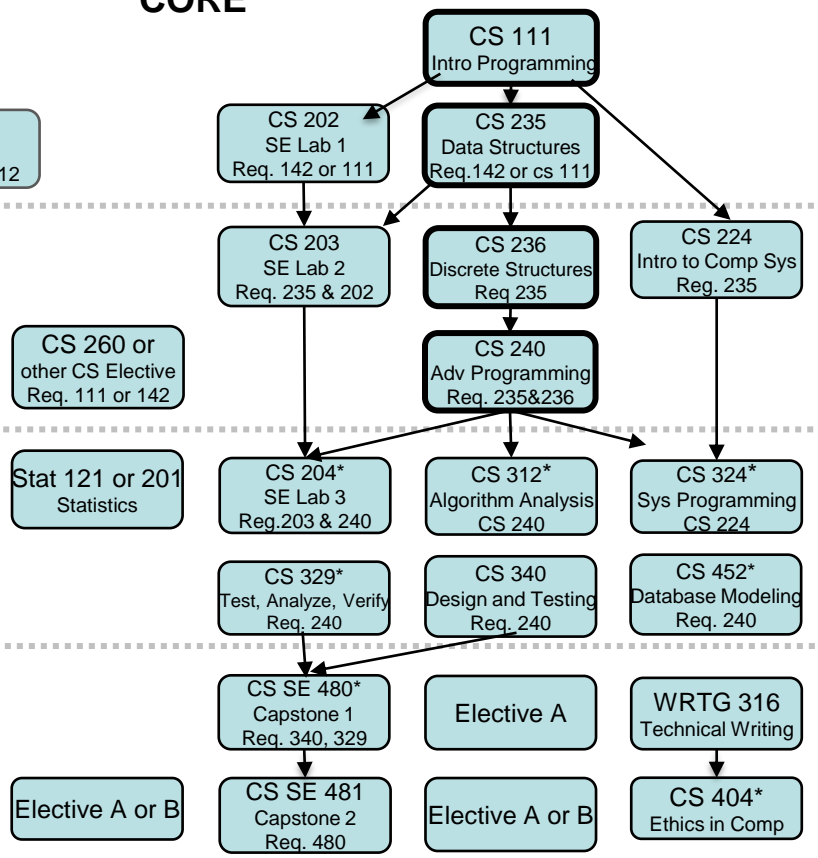 CORE
CS 111
Intro Programming
12
CS 202
SE Lab 1
Req. 142 or 111
CS 235
Data Structures
Req.142 or cs 111
CS 203
SE Lab 2
Req. 235 & 202
CS 236
Discrete Structures
Req 235
CS 224
Intro to Comp Sys
Reg. 235
CS 260 or
other CS Elective
Req. 111 or 142
CS 240
Adv Programming
Req. 235&236
Stat 121 or 201
Statistics
CS 204*
SE Lab 3
Reg.203 & 240
CS 312*
Algorithm Analysis
CS 240
CS 324*
Sys Programming
CS 224
CS 329*
Test, Analyze, Verify
Req. 240
CS 340
Design and Testing
Req. 240
CS 452*
Database Modeling
Req. 240
CS SE 480*
Capstone 1
Req. 340, 329
Elective A
WRTG 316
Technical Writing
Elective A or B
CS SE 481
Capstone 2
Req. 480
Elective A or B
CS 404*
Ethics in Comp